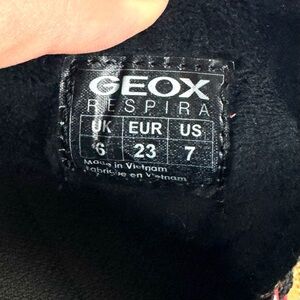 GEOX
RESPIRA
UK EUR US
6 23 7
Made in Vietnam
Fabriqué en Vietnam